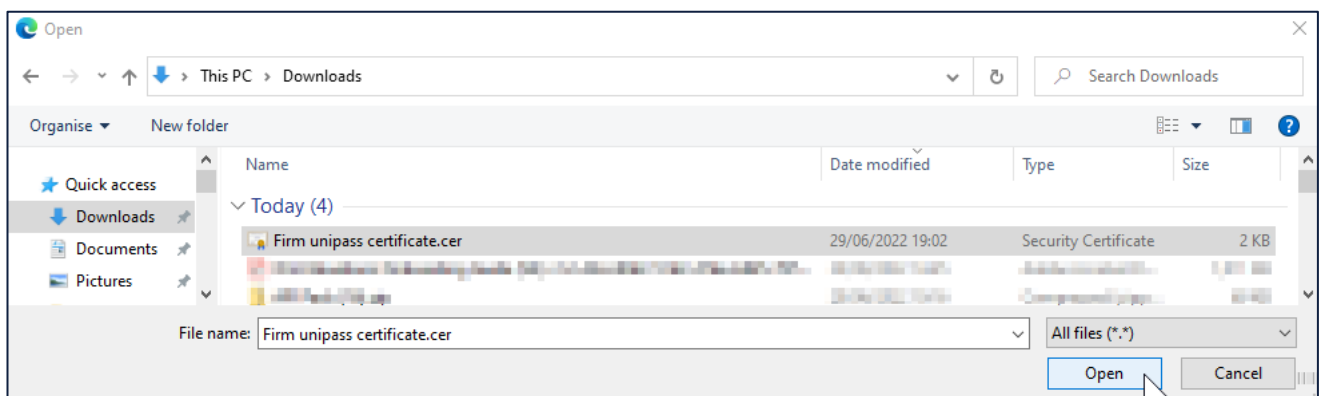 Open
This PC > Downloads
Search Downloads
Organise
New folder
Name
Date modified
Type
Size
Quick access
Today (4)
Downloads
Firm unipass certificate.cer 29/06/2022 19:02 Security Certificate 2 KB
Documents
Pictures
File name: Firm unipass certificate.cer
All files (*.*)
Open
Cancel